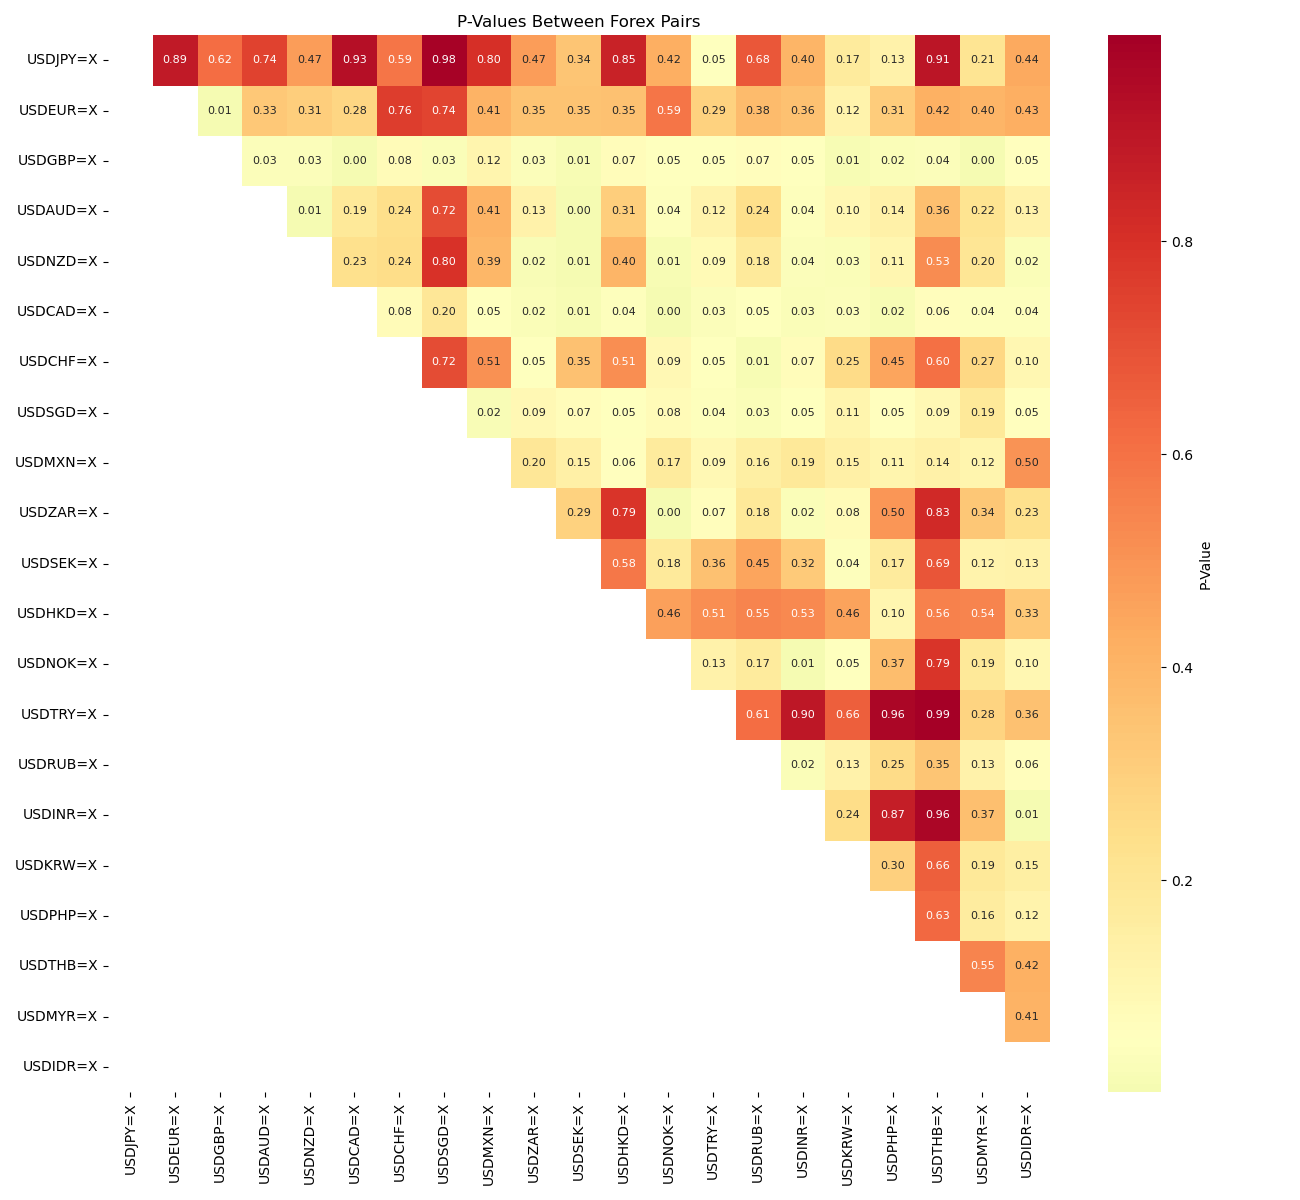 P-Values Between Forex Pairs
USDJPY=X 0.89 0.62 0.74 0.47 0.93 0.59 0.98 0.80 0.47 0.34 0.85 0.42 0.05 0.68 0.40 0.17 0.13 0.91 0.21 0.44
USDEUR=X 0.01 0.33 0.31 0.28 0.76 0.74 0.41 0.35 0.35 0.35 0.59 0.29 0.38 0.36 0.12 0.31 0.42 0.40 0.43
USDGBP=X 0.03 0.03 0.00 0.08 0.03 0.12 0.03 0.01 0.07 0.05 0.05 0.07 0.05 0.01 0.02 0.04 0.00 0.05
USDAUD=X 0.01 0.19 0.24 0.72 0.41 0.13 0.00 0.31 0.04 0.12 0.24 0.04 0.10 0.14 0.36 0.22 0.13
USDNZD=X 0.23 0.24 0.80 0.39 0.02 0.01 0.40 0.01 0.09 0.18 0.04 0.03 0.11 0.53 0.20 0.02
USDCAD=X 0.08 0.20 0.05 0.02 0.01 0.04 0.00 0.03 0.05 0.03 0.03 0.02 0.06 0.04 0.04
USDCHF=X 0.72 0.51 0.05 0.35 0.51 0.09 0.05 0.01 0.07 0.25 0.45 0.60 0.27 0.10
USDSGD=X 0.02 0.09 0.07 0.05 0.08 0.04 0.03 0.05 0.11 0.05 0.09 0.19 0.05
USDMXN=X 0.20 0.15 0.06 0.17 0.09 0.16 0.19 0.15 0.11 0.14 0.12 0.50
USDZAR=X 0.29 0.79 0.00 0.07 0.18 0.02 0.08 0.50 0.83 0.34 0.23
USDSEK=X 0.58 0.18 0.36 0.45 0.32 0.04 0.17 0.69 0.12 0.13
USDHKD=X 0.46 0.51 0.55 0.53 0.46 0.10 0.56 0.54 0.33
USDNOK=X 0.13 0.17 0.01 0.05 0.37 0.79 0.19 0.10
USDTRY=X 0.61 0.90 0.66 0.96 0.99 0.28 0.36
USDRUB=X 0.02 0.13 0.25 0.35 0.13 0.06
USDINR=X 0.24 0.87 0.96 0.37 0.01
USDKRW=X 0.30 0.66 0.19 0.15
USDPHP=X 0.63 0.16 0.12
USDTHB=X 0.55 0.42
USDMYR=X 0.41
USDIDR=X
USDJPY=X
USDEUR=X
USDGBP=X
USDAUD=X
USDNZD=X
USDCAD=X
USDCHF=X
USDSGD=X
USDMXN=X
USDZAR=X
USDSEK=X
USDHKD=X
USDNOK=X
USDTRY=X
USDRUB=X
USDINR=X
USDKRW=X
USDPHP=X
USDTHB=X
USDMYR=X
USDIDR=X
0.8
0.6
0.4
0.2
P-Value